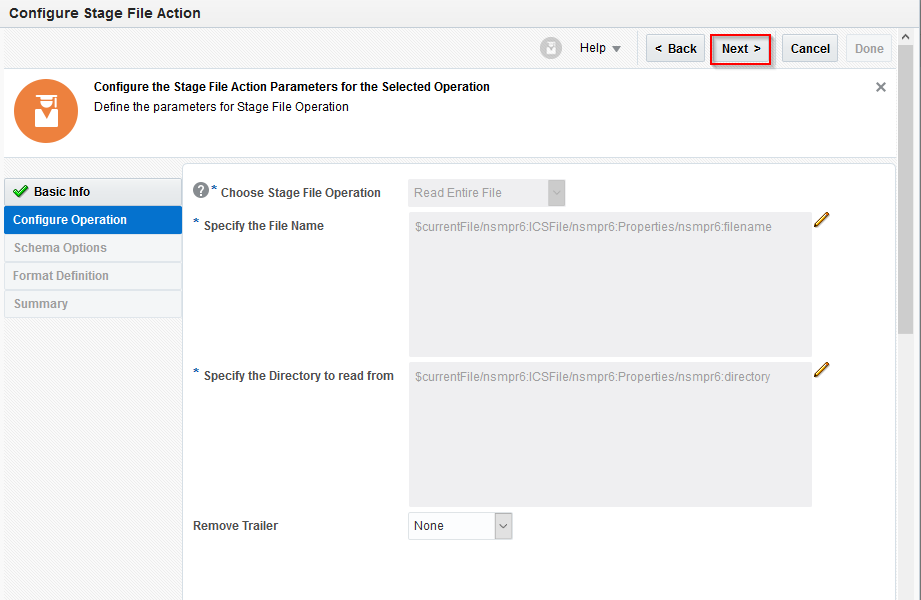 Configure Stage File Action
Help
< Back
Next >
Cancel
Done
Configure the Stage File Action Parameters for the Selected Operation
Define the parameters for Stage File Operation
Basic Info
Configure Operation
Schema Options
Format Definition
Summary
? * Choose Stage File Operation
Read Entire File
* Specify the File Name
$currentFile/nsmpr6:ICSFile/nsmpr6:Properties/nsmpr6:filename
* Specify the Directory to read from
$currentFile/nsmpr6:ICSFile/nsmpr6:Properties/nsmpr6:directory
Remove Trailer
None